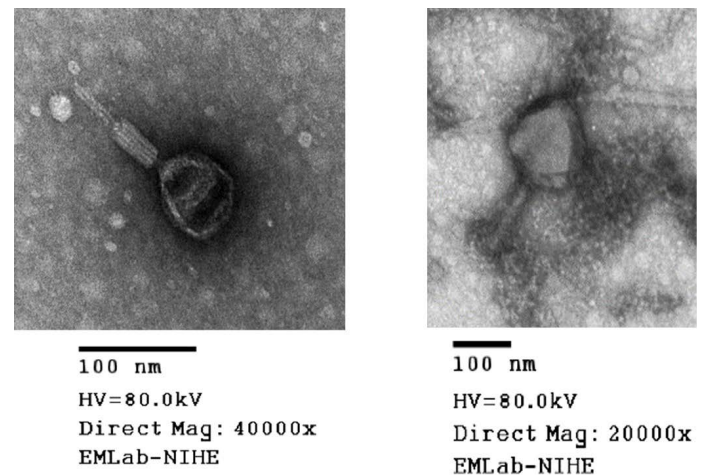 100 nm
HV=80.0kV
Direct Mag: 40000x
EMLab-NIHE
100 nm
HV=80.0kV
Direct Mag: 20000x
EMLab-NIHE